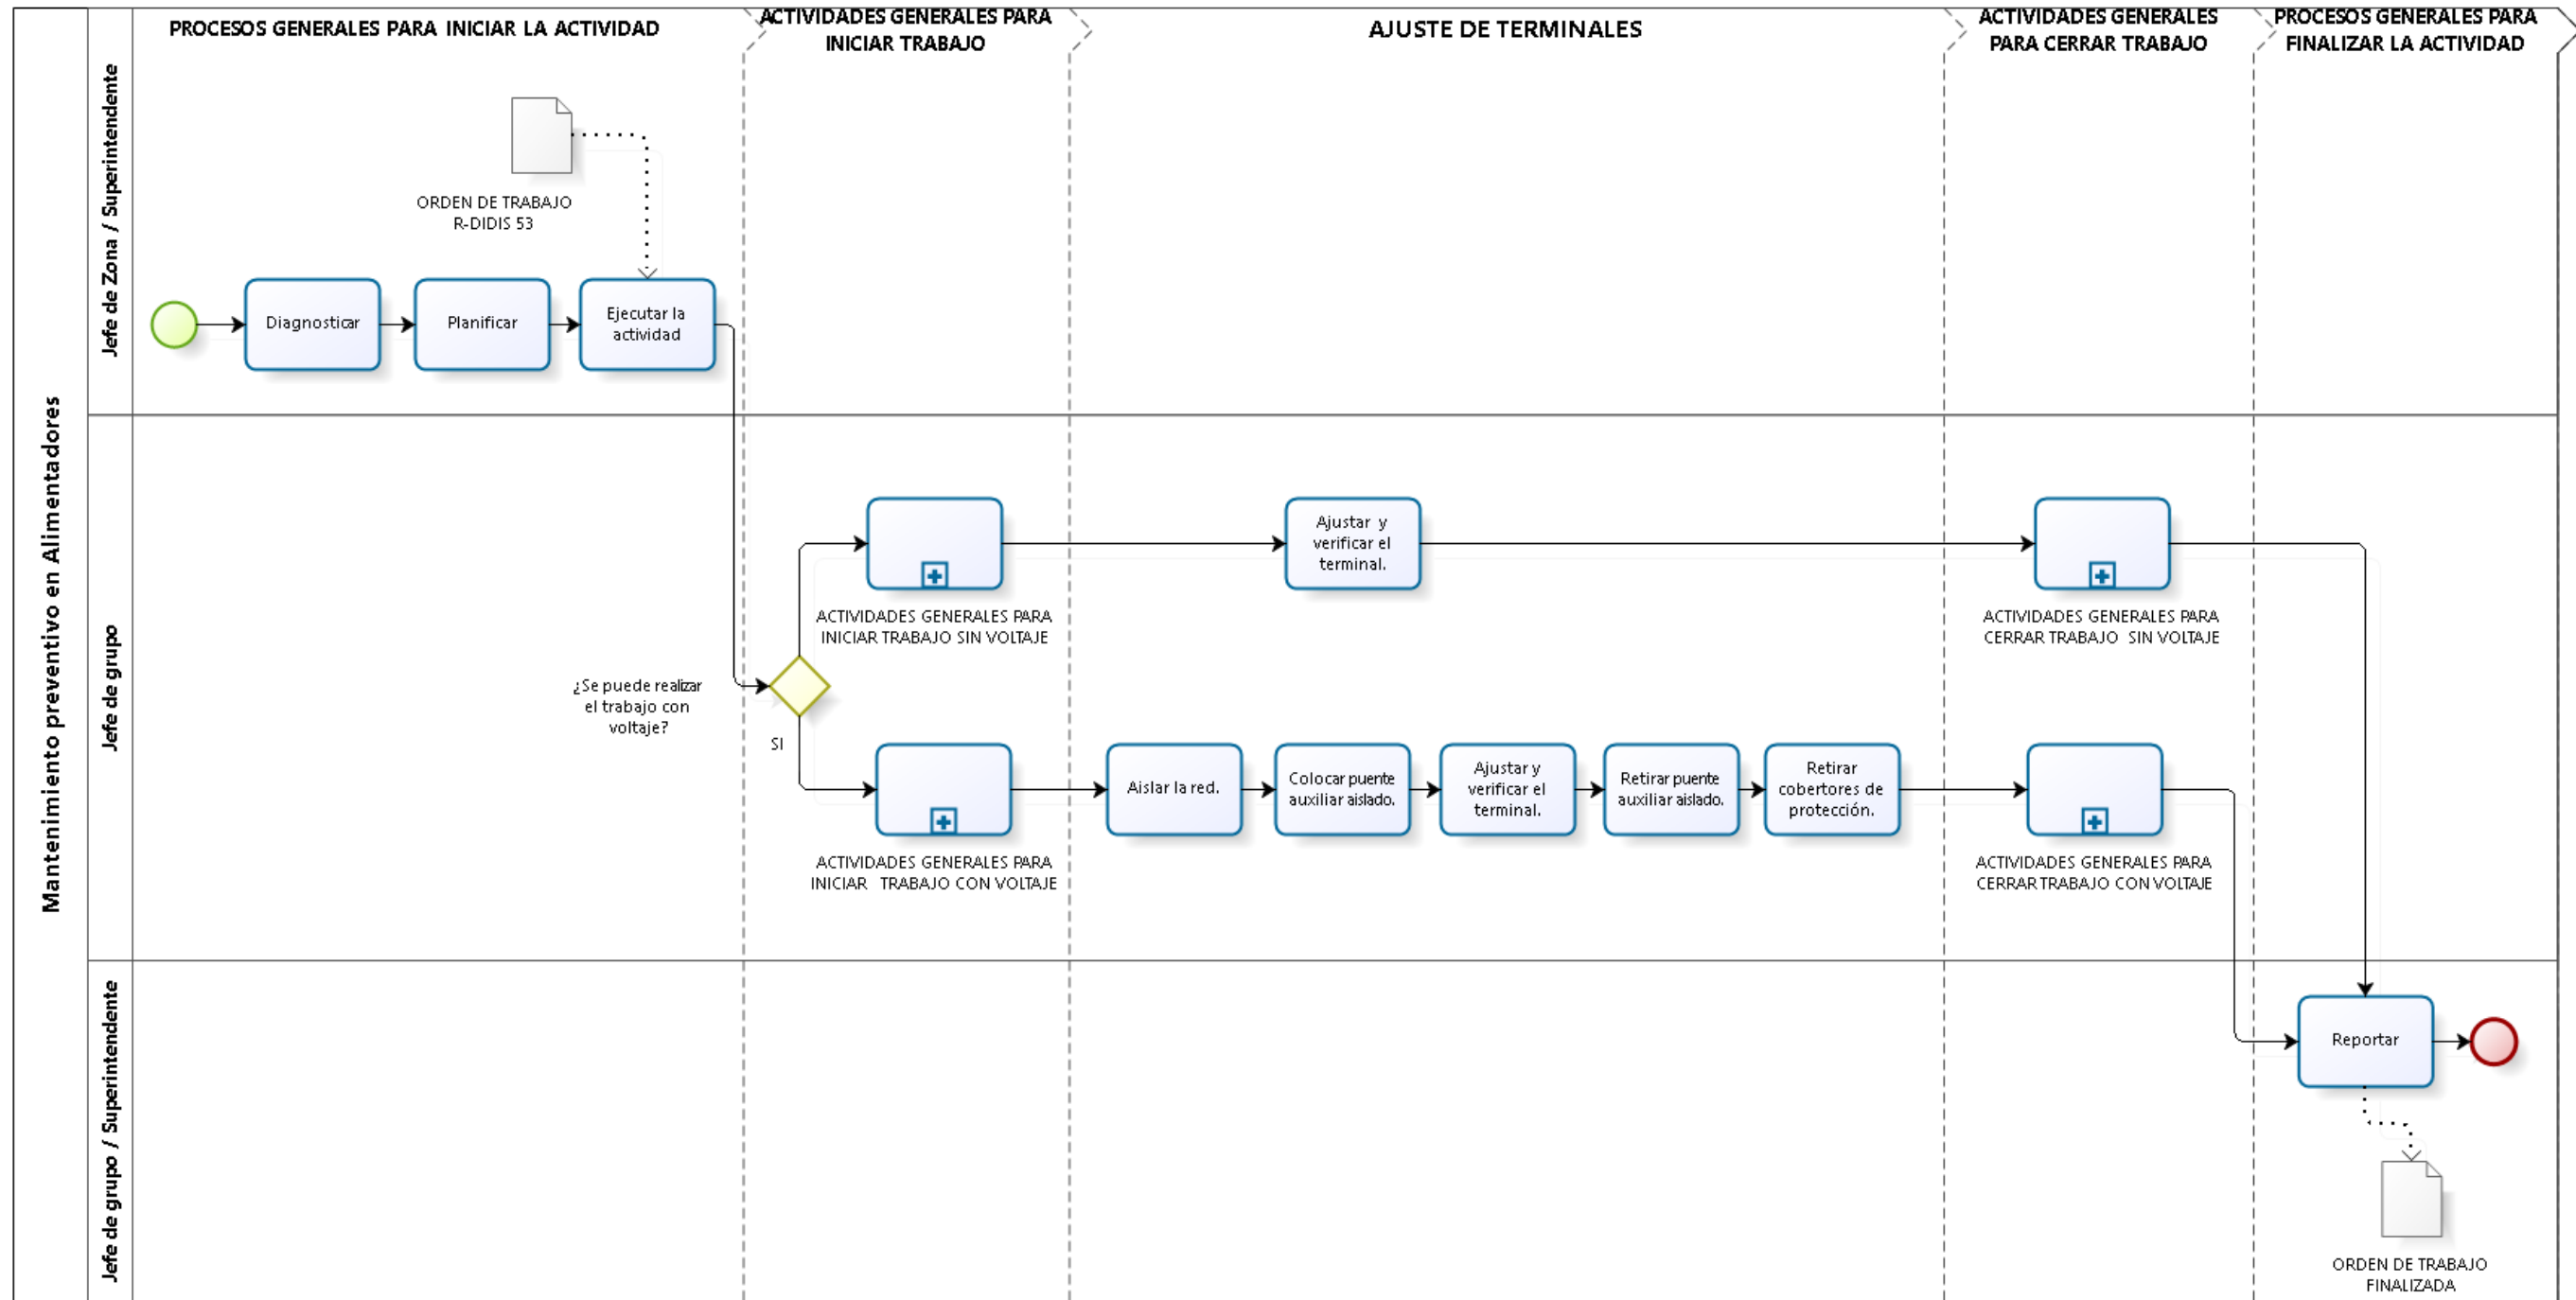 PROCESOS GENERALES PARA INICIAR LA ACTIVIDAD
ACTIVIDADES GENERALES PARA
INICIAR TRABAJO
AJUSTE DE TERMINALES
ACTIVIDADES GENERALES
PARA CERRAR TRABAJO
PROCESOS GENERALES PARA
FINALIZAR LA ACTIVIDAD
Mantenimiento preventivo en Alimentadores
Jefe de Zona / Superintendente
ORDEN DE TRABAJO
R-DIDIS 53
Diagnosticar
Planificar
Ejecutar la
actividad
Jefe de grupo
¿Se puede realizar
el trabajo con
voltaje?
SI
ACTIVIDADES GENERALES PARA
INICIAR TRABAJO SIN VOLTAJE
Ajustar y
verificar el
terminal.
ACTIVIDADES GENERALES PARA
CERRAR TRABAJO SIN VOLTAJE
ACTIVIDADES GENERALES PARA
INICIAR TRABAJO CON VOLTAJE
Aislar la red.
Colocar puente
auxiliar aislado.
Ajustar y
verificar el
terminal.
Retirar puente
auxiliar aislado.
Retirar
cobertores de
protección.
ACTIVIDADES GENERALES PARA
CERRAR TRABAJO CON VOLTAJE
Jefe de grupo / Superintendente
Reportar
ORDEN DE TRABAJO
FINALIZADA